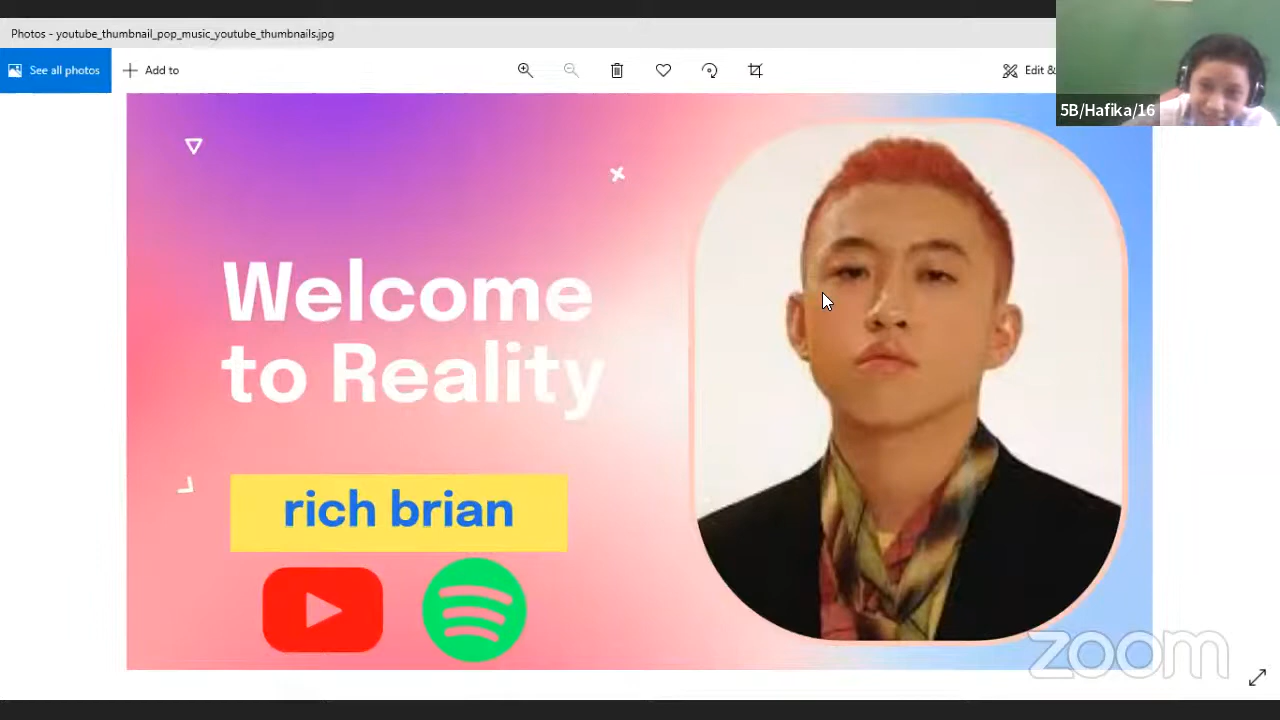 Photos - youtube_thumbnail_pop_music_youtube_thumbnails.jpg
See all photos
Add to
Edit &
5B/Hafika/16
Welcome
to Reality
rich brian
zoom